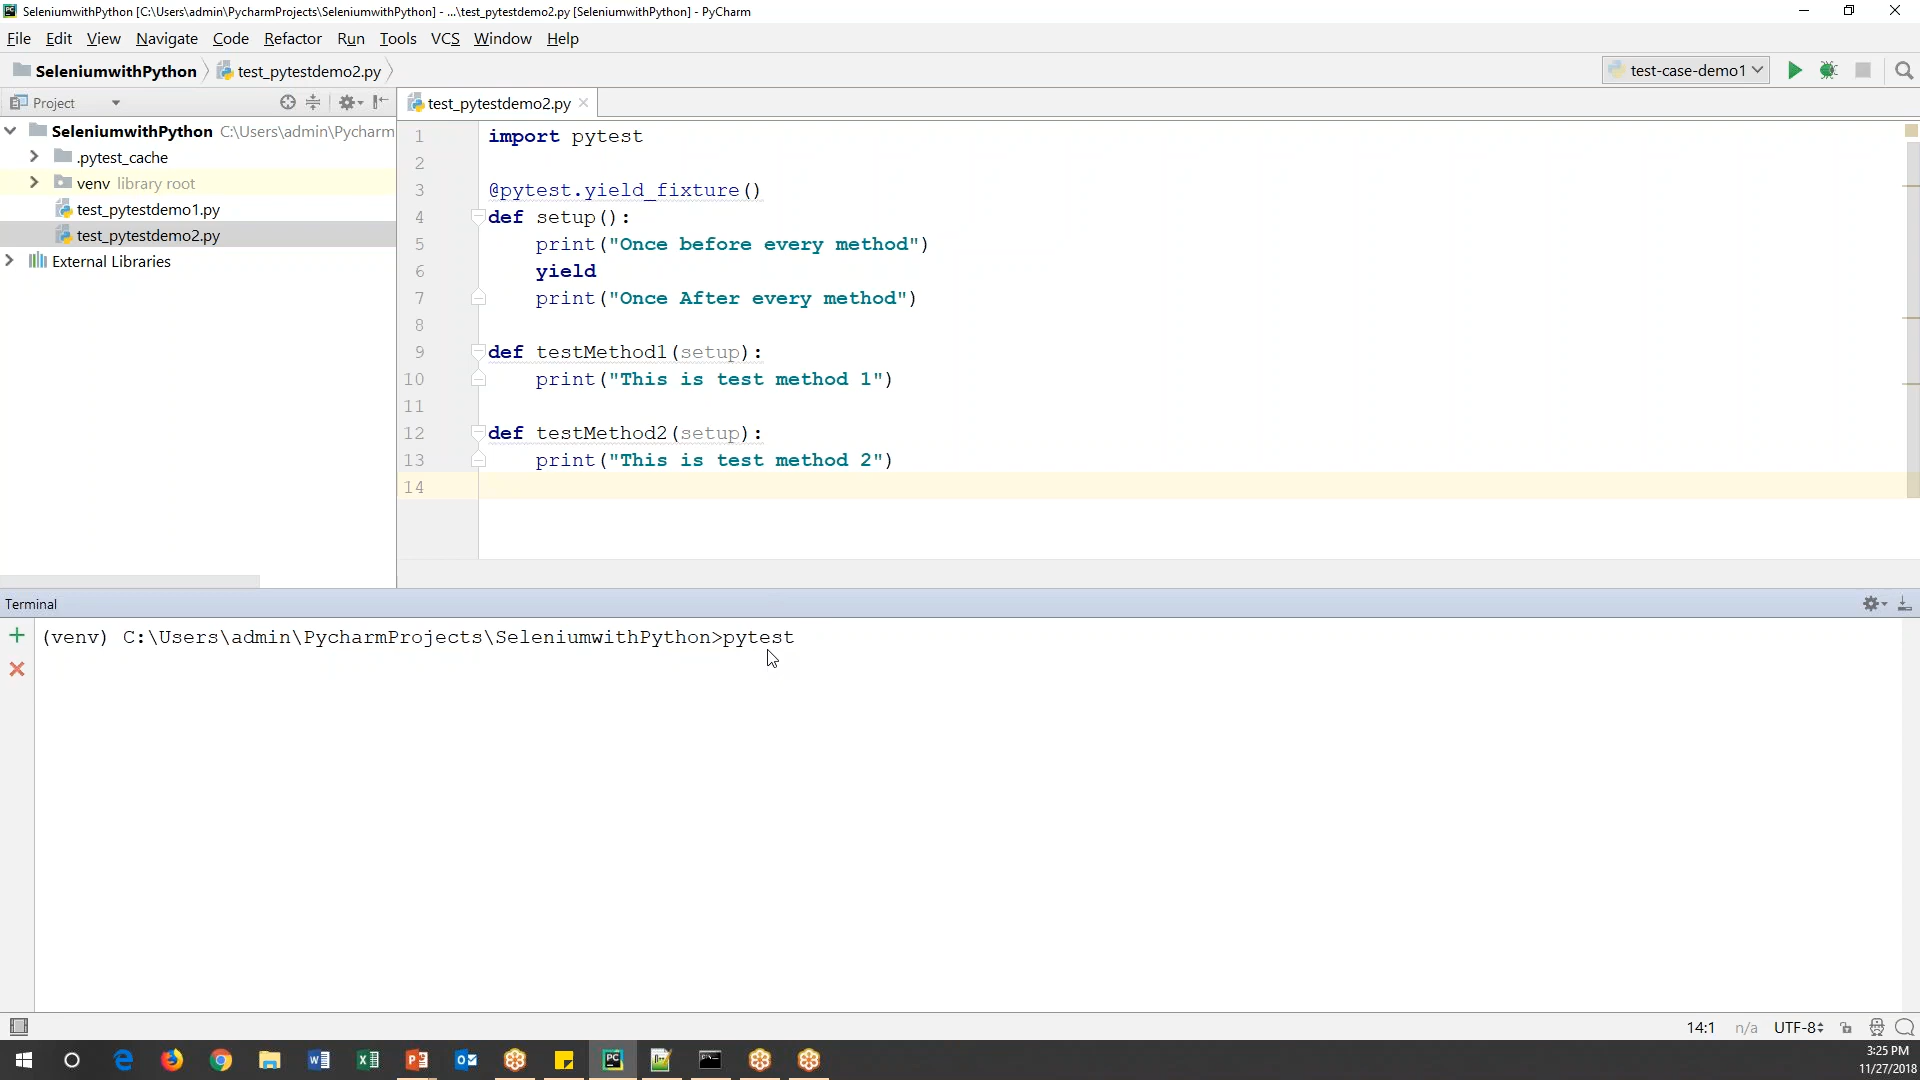 SeleniumwithPython [C:\Users\admin\PycharmProjects\SeleniumwithPython] - ...\test_pytestdemo2.py [SeleniumwithPython] - PyCharm
File Edit View Navigate Code Refactor Run Tools VCS Window Help
SeleniumwithPython test_pytestdemo2.py test-case-demo1
Project test_pytestdemo2.py
SeleniumwithPython C:\Users\admin\Pycharm
.pytest_cache
venv library root
test_pytestdemo1.py
test_pytestdemo2.py
External Libraries
1 import pytest
2
3 @pytest.yield_fixture()
4 def setup():
5 print("Once before every method")
6 yield
7 print("Once After every method")
8
9 def testMethod1(setup):
10 print("This is test method 1")
11
12 def testMethod2(setup):
13 print("This is test method 2")
14
Terminal
(venv) C:\Users\admin\PycharmProjects\SeleniumwithPython>pytest
14:1 n/a UTF-8
3:25 PM
11/27/2018